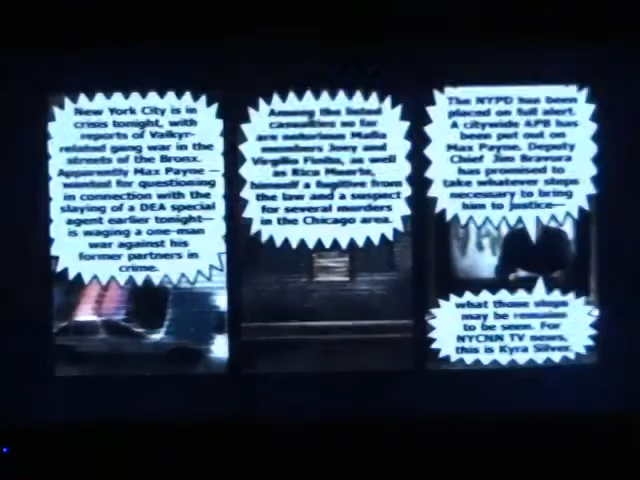 New York City is in
crisis tonight, with
reports of Valkyr-
related gang war in the
streets of the Bronx.
Apparently Max Payne —
wanted for questioning
in connection with the
slaying of a DEA special
agent earlier tonight—
is waging a one-man
war against his
former partners in
crime.
Among the listed
casualties so far
are notorious Mafia
members Joey and
Virgilio Finito, as well
as Rico Muerte,
himself a fugitive from
the law and a suspect
for several murders
in the Chicago area.
The NYPD has been
placed on full alert.
A citywide APB has
been put out on
Max Payne. Deputy
Chief Jim Bravura
has promised to
take whatever steps
necessary to bring
him to justice—
what those steps
may be remains
to be seen. For
NYCNN TV news,
this is Kyra Silver.